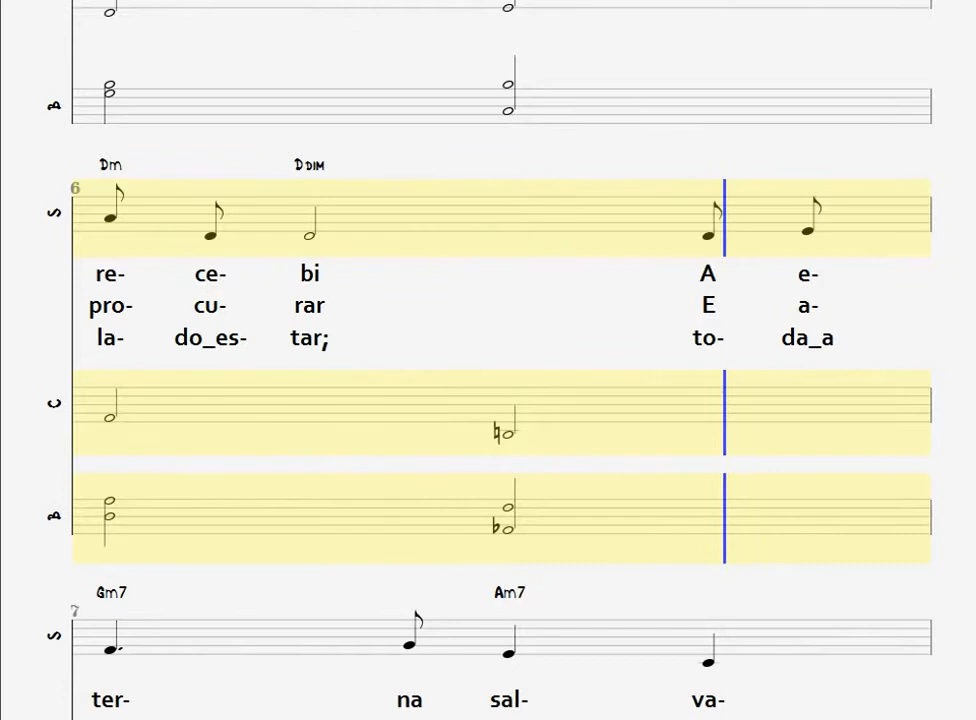 B
Dm DDIM
6
S
re- ce- bi A e-
pro- cu- rar E a-
la- do_es- tar; to- da_a
C
B
Gm7 Am7
7
S
ter- na sal- va-